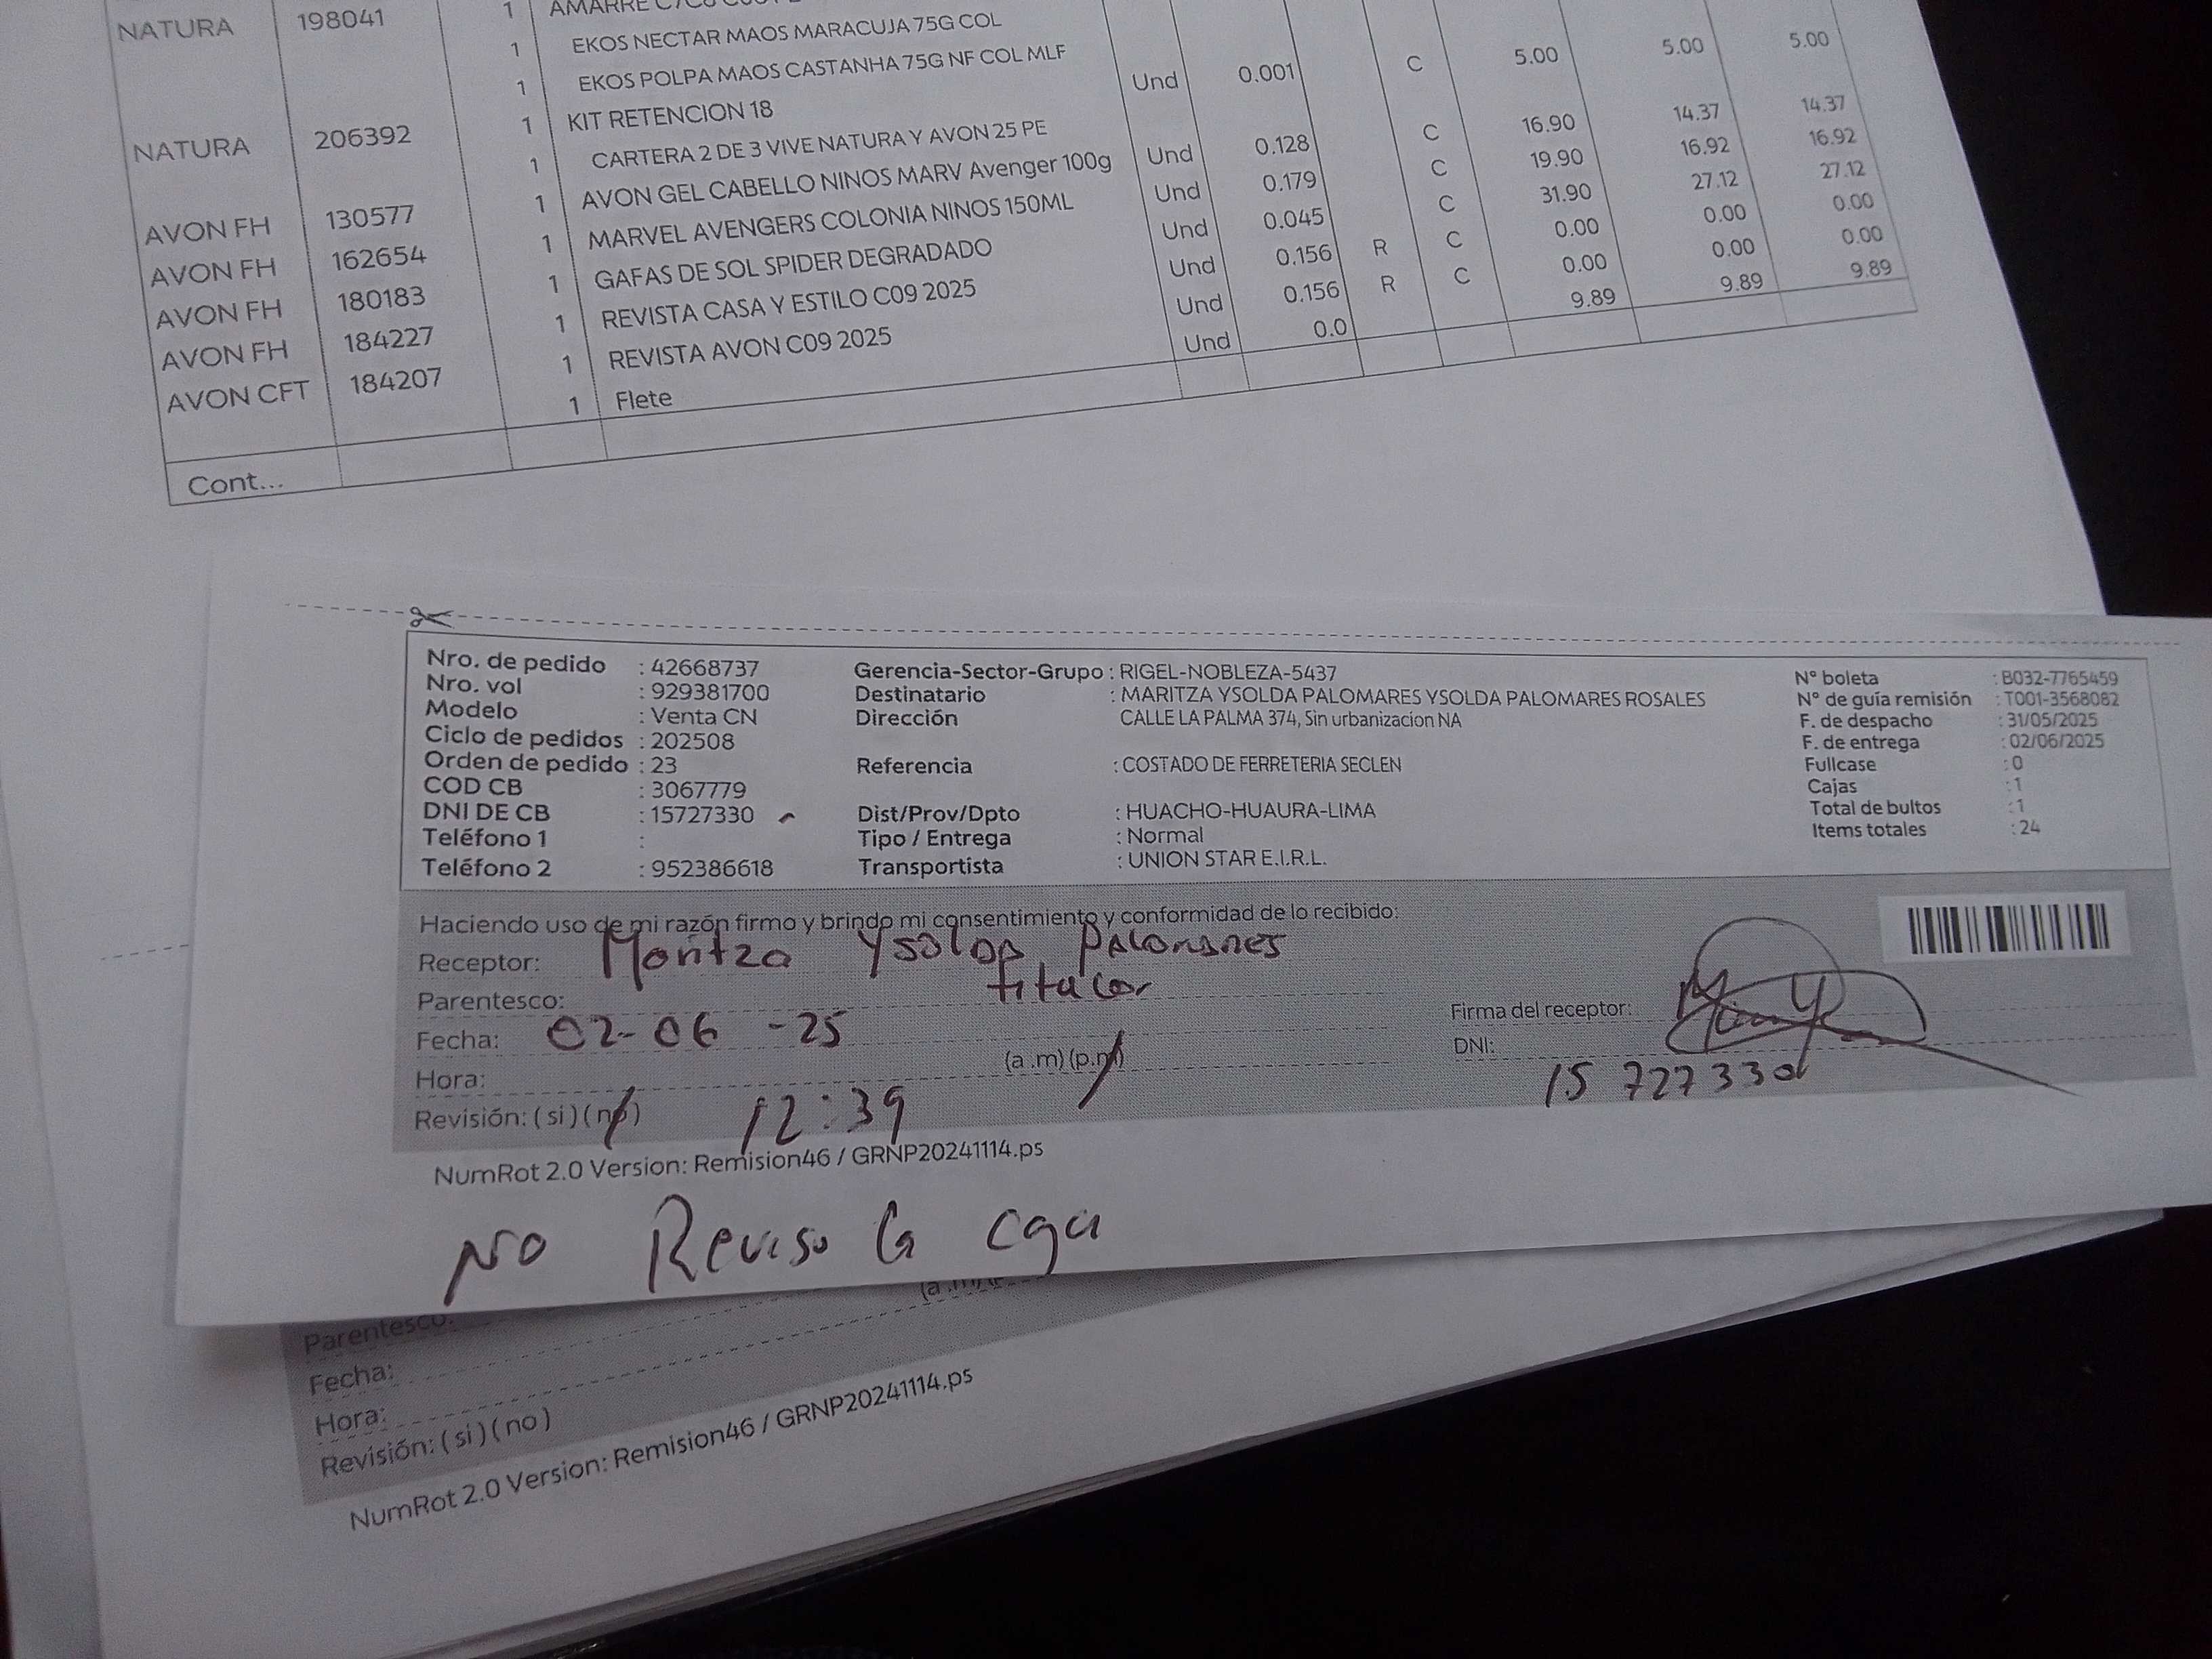 NATURA 198041 1 AMARRE
1 EKOS NECTAR MAOS MARACUJA 75G COL
1 EKOS POLPA MAOS CASTANHA 75G NF COL MLF
NATURA 206392 1 KIT RETENCION 18 Und 0.001 C 5.00 5.00 5.00
1 CARTERA 2 DE 3 VIVE NATURA Y AVON 25 PE
AVON FH 130577 1 AVON GEL CABELLO NINOS MARV Avenger 100g Und 0.128 C 16.90 14.37 14.37
AVON FH 162654 1 MARVEL AVENGERS COLONIA NINOS 150ML Und 0.179 C 19.90 16.92 16.92
AVON FH 180183 1 GAFAS DE SOL SPIDER DEGRADADO Und 0.045 C 31.90 27.12 27.12
AVON FH 184227 1 REVISTA CASA Y ESTILO C09 2025 Und 0.156 R C 0.00 0.00 0.00
AVON CFT 184207 1 REVISTA AVON C09 2025 Und 0.156 R C 0.00 0.00 0.00
1 Flete Und 0.0 9.89 9.89 9.89
Cont...
Nro. de pedido : 42668737 Gerencia-Sector-Grupo : RIGEL-NOBLEZA-5437 N° boleta : B032-7765459
Nro. vol : 929381700 Destinatario : MARITZA YSOLDA PALOMARES YSOLDA PALOMARES ROSALES N° de guía remisión : T001-3568082
Modelo : Venta CN Dirección CALLE LA PALMA 374, Sin urbanizacion NA F. de despacho : 31/05/2025
Ciclo de pedidos : 202508 F. de entrega : 02/06/2025
Orden de pedido : 23 Referencia : COSTADO DE FERRETERIA SECLEN Fullcase : 0
COD CB : 3067779 Cajas : 1
DNI DE CB : 15727330 Dist/Prov/Dpto : HUACHO-HUAURA-LIMA Total de bultos : 1
Teléfono 1 : Tipo / Entrega : Normal Items totales : 24
Teléfono 2 : 952386618 Transportista : UNION STAR E.I.R.L.
Haciendo uso de mi razón firmo y brindo mi consentimiento y conformidad de lo recibido:
Receptor: Maritza Ysolda Palomares
Parentesco: titular
Fecha: 02-06-25 Firma del receptor:
Hora: (a.m) (p.m) DNI: 15727330
Revisión: (si) (no) 12:39
NumRot 2.0 Version: Remision46 / GRNP20241114.ps
NO Reviso la caja
(a.m)
Parentesco:
Fecha:
Hora:
Revisión: (si) (no)
NumRot 2.0 Version: Remision46 / GRNP20241114.ps